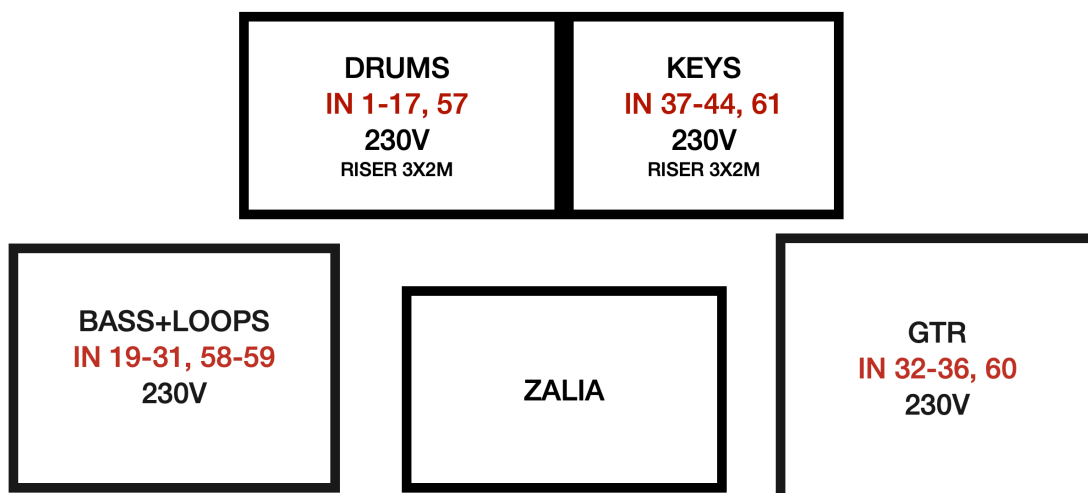 DRUMS
IN 1-17, 57
230V
RISER 3X2M
KEYS
IN 37-44, 61
230V
RISER 3X2M
BASS+LOOPS
IN 19-31, 58-59
230V
ZALIA
GTR
IN 32-36, 60
230V